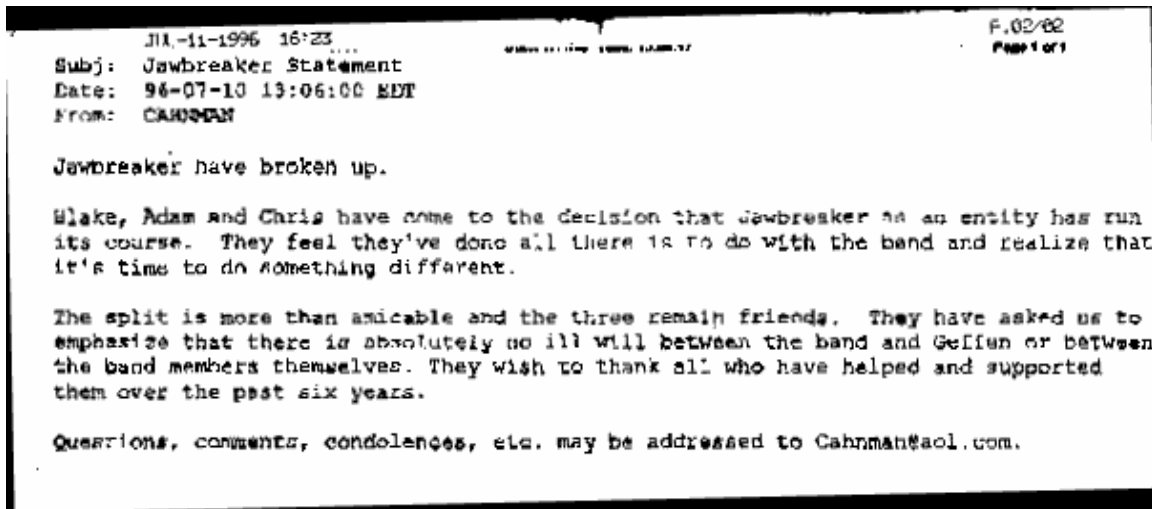 JUL-11-1996 16:23
P.02/02
Page 1 of 1
Subj: Jawbreaker Statement
Date: 96-07-10 13:06:00 EDT
From: CAHNMAN
Jawbreaker have broken up.
Blake, Adam and Chris have come to the decision that Jawbreaker as an entity has run
its course. They feel they've done all there is to do with the band and realize that
it's time to do something different.
The split is more than amicable and the three remain friends. They have asked us to
emphasize that there is absolutely no ill will between the band and Geffen or between
the band members themselves. They wish to thank all who have helped and supported
them over the past six years.
Questions, comments, condolences, etc. may be addressed to Cahnman@aol.com.